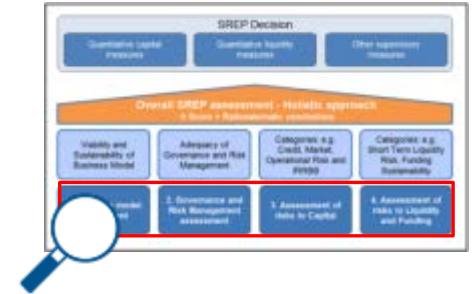 SREP Decision
Quantitative capital
measures
Quantitative liquidity
measures
Other supervisory
measures
Overall SREP assessment - Holistic approach
Viability and
Sustainability of
Business Model
Adequacy of
Governance and Risk
Management
Categories: e.g.
Credit, Market,
Operational Risk and
IRRBB
Categories: e.g.
Short Term Liquidity
Risk, Funding
Sustainability
model
2. Governance and
Risk Management
assessment
3. Assessment of
risks to Capital
4. Assessment of
risks to Liquidity
and Funding